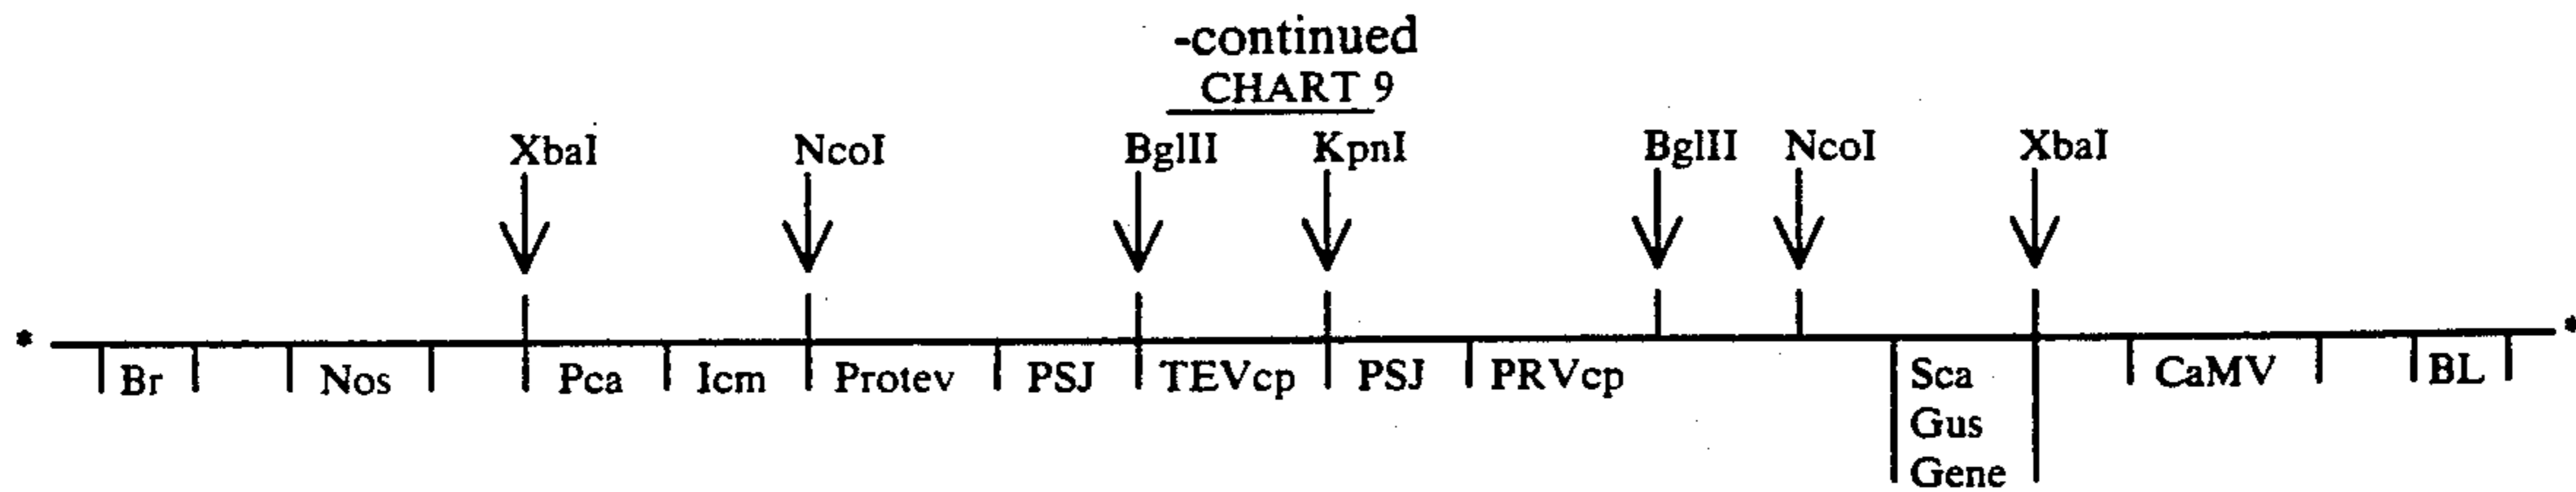 -continued
CHART 9
XbaI NcoI BglII KpnI BglII NcoI XbaI
* *
Br Nos Pca Icm Protev PSJ TEVcp PSJ PRVcp Sca CaMV BL
Gus
Gene